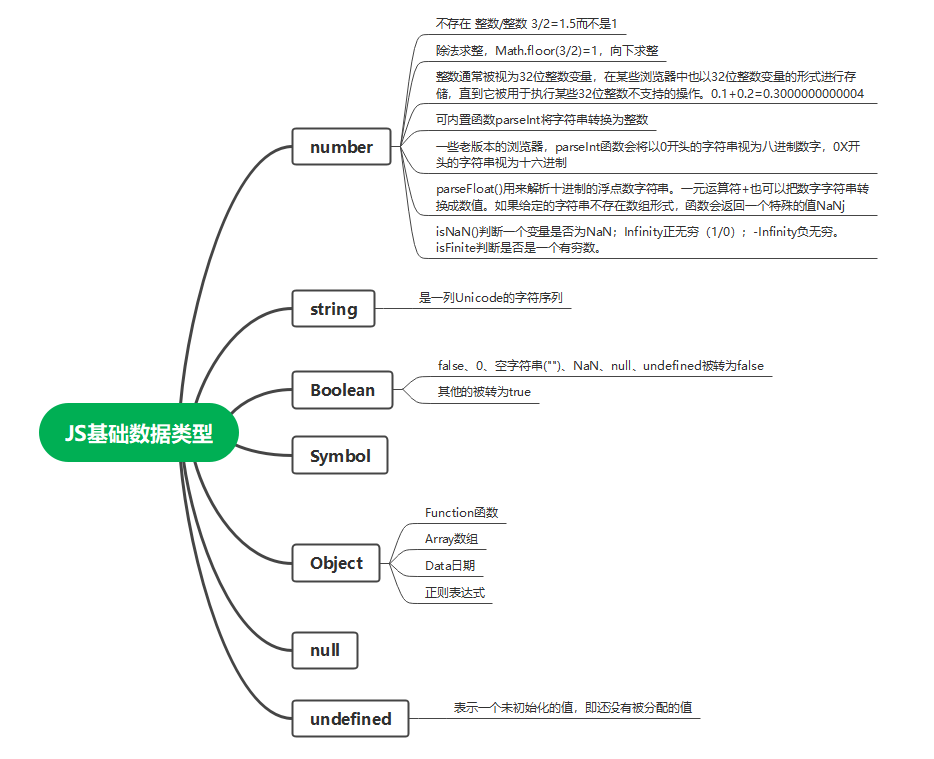 不存在 整数/整数 3/2=1.5而不是1
除法求整，Math.floor(3/2)=1，向下求整
整数通常被视为32位整数变量，在某些浏览器中也以32位整数变量的形式进行存
储，直到它被用于执行某些32位整数不支持的操作。0.1+0.2=0.3000000000004
可内置函数parseInt将字符串转换为整数
number
一些老版本的浏览器，parseInt函数会将以0开头的字符串视为八进制数字，0X开
头的字符串视为十六进制
parseFloat()用来解析十进制的浮点数字符串。一元运算符+也可以把数字字符串转
换成数值。如果给定的字符串不存在数组形式，函数会返回一个特殊的值NaNj
isNaN()判断一个变量是否为NaN；Infinity正无穷（1/0）；-Infinity负无穷。
isFinite判断是否是一个有穷数。
string
是一列Unicode的字符序列
Boolean
false、0、空字符串("")、NaN、null、undefined被转为false
其他的被转为true
JS基础数据类型
Symbol
Object
Function函数
Array数组
Data日期
正则表达式
null
undefined
表示一个未初始化的值，即还没有被分配的值